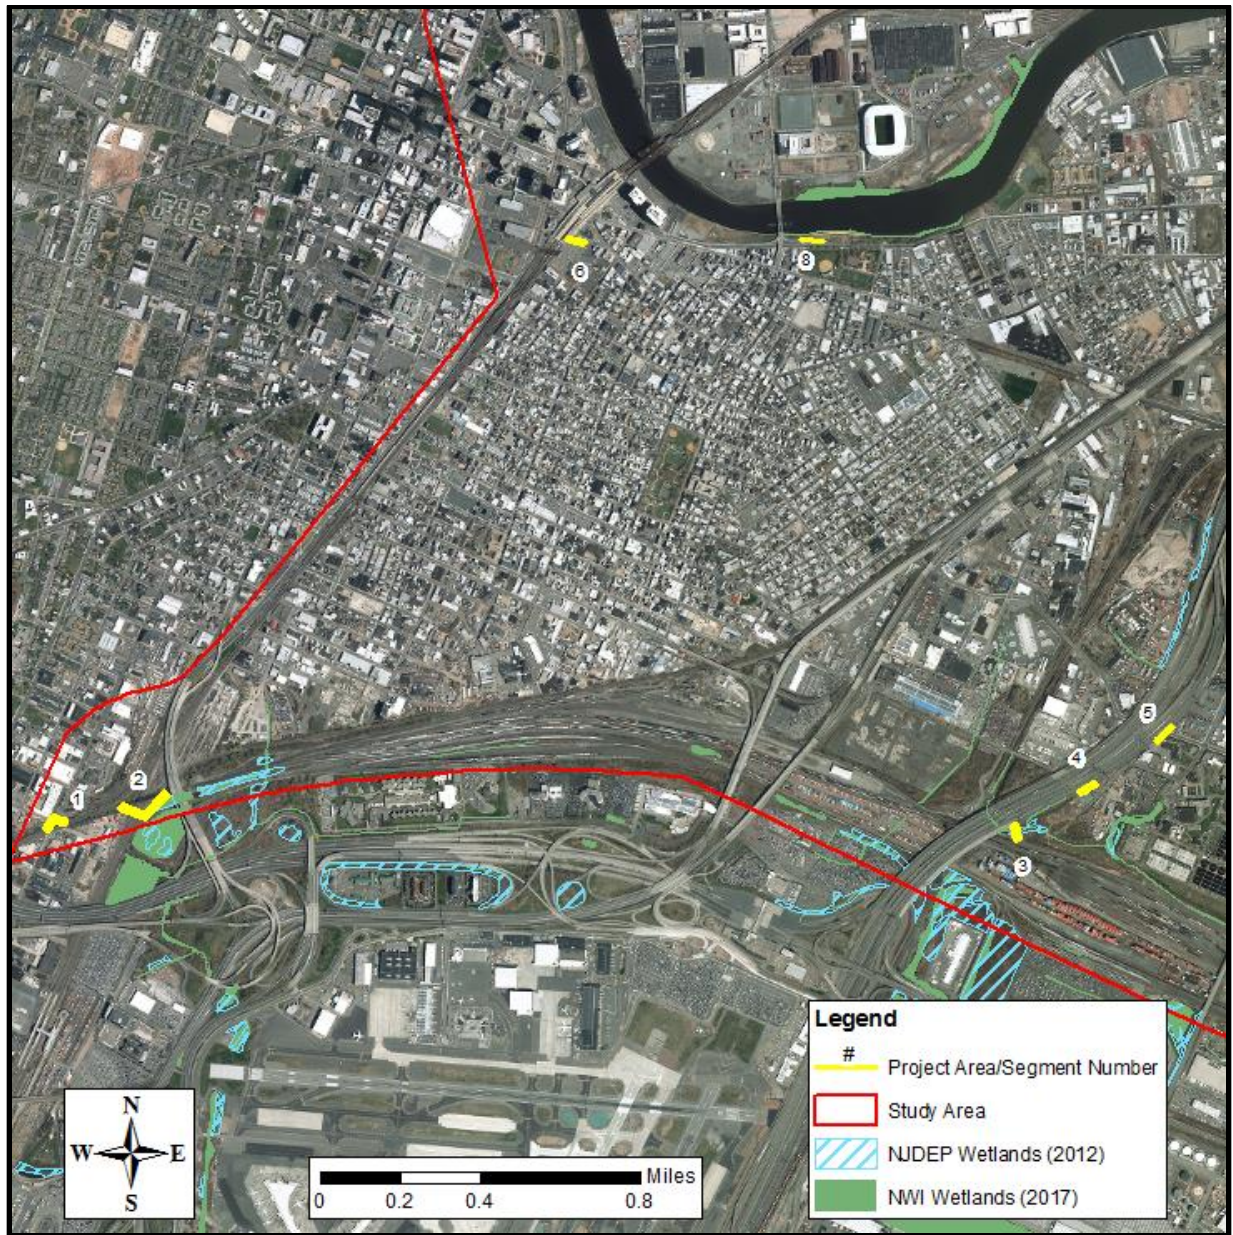 6
8
5
4
2
1
3
N
W
E
S
0
0.2
0.4
0.8
Miles
Legend
#
Project Area/Segment Number
Study Area
NJDEP Wetlands (2012)
NWI Wetlands (2017)